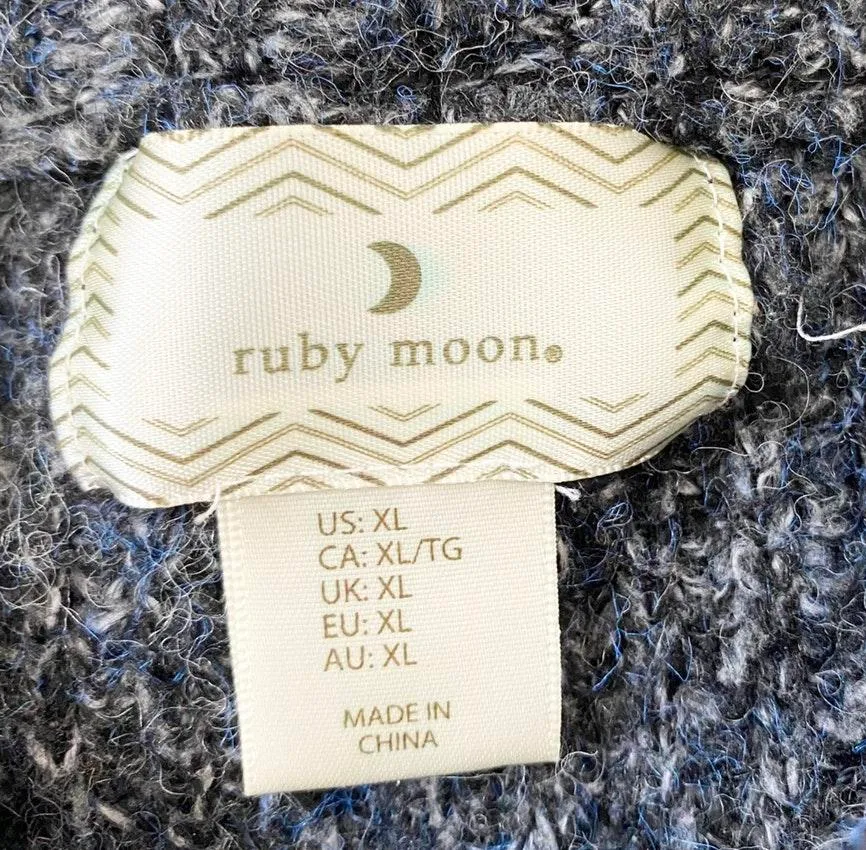 ruby moon®
US: XL
CA: XL/TG
UK: XL
EU: XL
AU: XL
MADE IN
CHINA